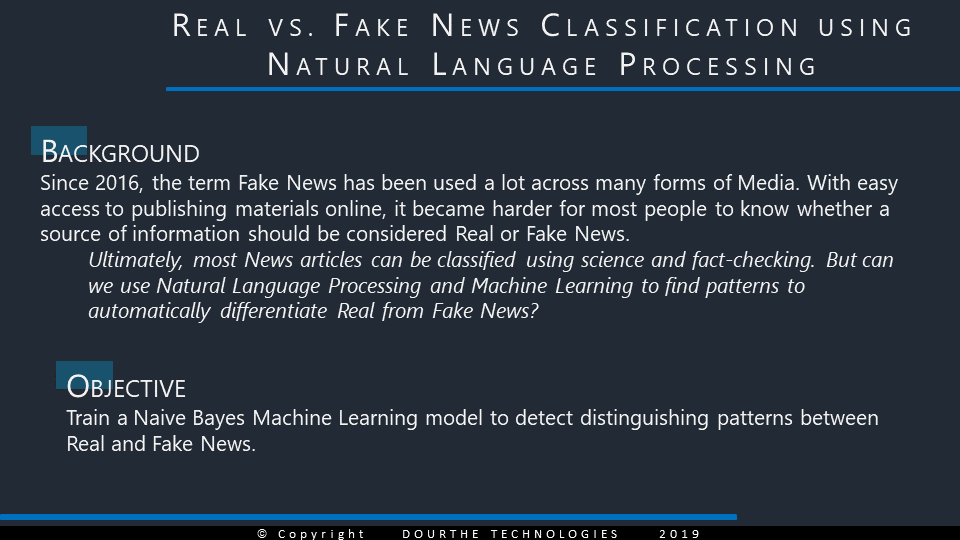 Real vs. Fake News Classification using
Natural Language Processing
Background
Since 2016, the term Fake News has been used a lot across many forms of Media. With easy
access to publishing materials online, it became harder for most people to know whether a
source of information should be considered Real or Fake News.
Ultimately, most News articles can be classified using science and fact-checking. But can
we use Natural Language Processing and Machine Learning to find patterns to
automatically differentiate Real from Fake News?
Objective
Train a Naive Bayes Machine Learning model to detect distinguishing patterns between
Real and Fake News.
© Copyright DOURTHE TECHNOLOGIES 2019